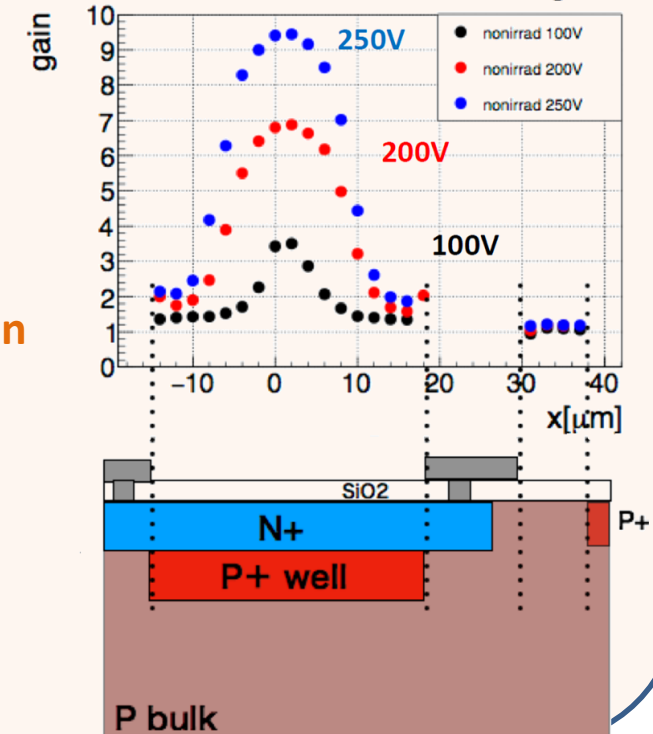 gain
10
9
8
7
6
5
4
3
2
1
0
nonirrad 100V
nonirrad 200V
nonirrad 250V
250V
200V
100V
n
−10 0 10 20 30 40
x[μm]
SiO2
N+
P+
P+ well
P bulk